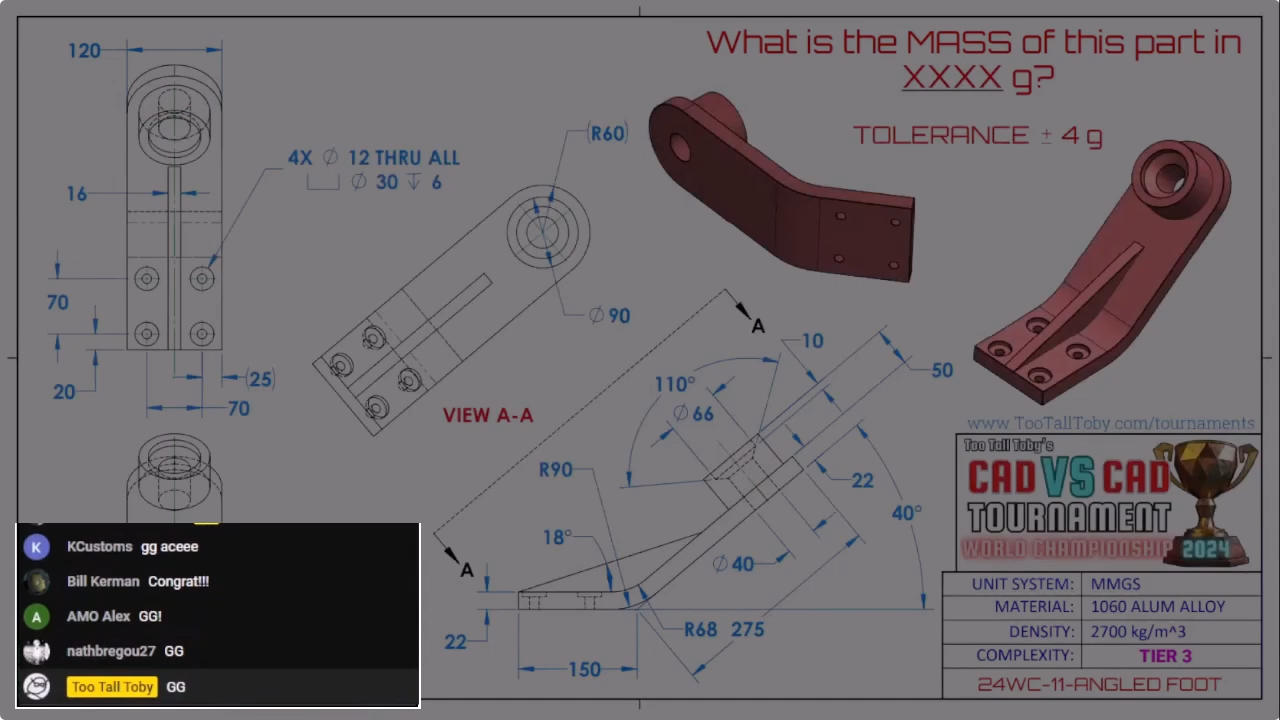 What is the MASS of this part in
XXXX g?
TOLERANCE ± 4 g
120
16
70
20
4X ∅ 12 THRU ALL
⌴ ∅ 30 ↧ 6
(25)
70
(R60)
∅ 90
VIEW A-A
A
A
10
50
110°
∅ 66
R90
22
40°
18°
∅ 40
22
R68
275
150
www.TooTallToby.com/tournaments
Too Tall Toby's
CAD VS CAD
TOURNAMENT
WORLD CHAMPIONSHIP 2024
UNIT SYSTEM: MMGS
MATERIAL: 1060 ALUM ALLOY
DENSITY: 2700 kg/m^3
COMPLEXITY: TIER 3
24WC-11-ANGLED FOOT
K KCustoms gg aceee
Bill Kerman Congrat!!!
A AMO Alex GG!
nathbregou27 GG
Too Tall Toby GG